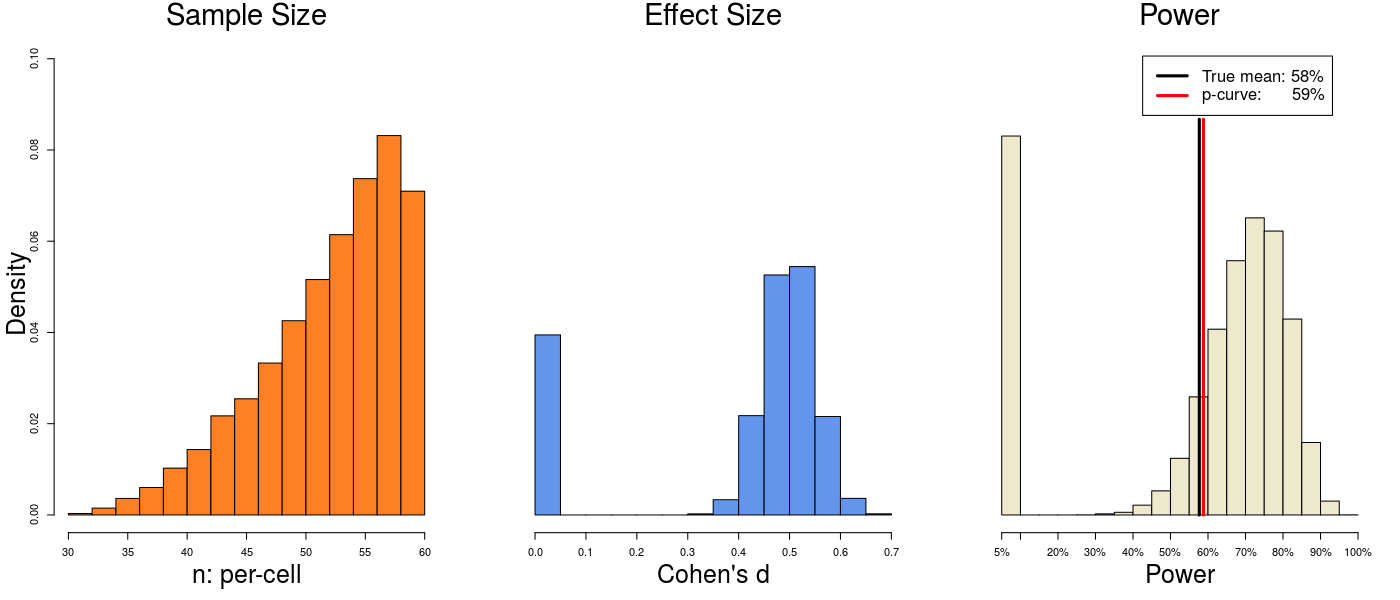 Sample Size
Effect Size
Power
True mean: 58%
p-curve: 59%
Density
0.00
0.02
0.04
0.06
0.08
0.10
30 35 40 45 50 55 60
n: per-cell
0.0 0.1 0.2 0.3 0.4 0.5 0.6 0.7
Cohen's d
5% 20% 30% 40% 50% 60% 70% 80% 90% 100%
Power